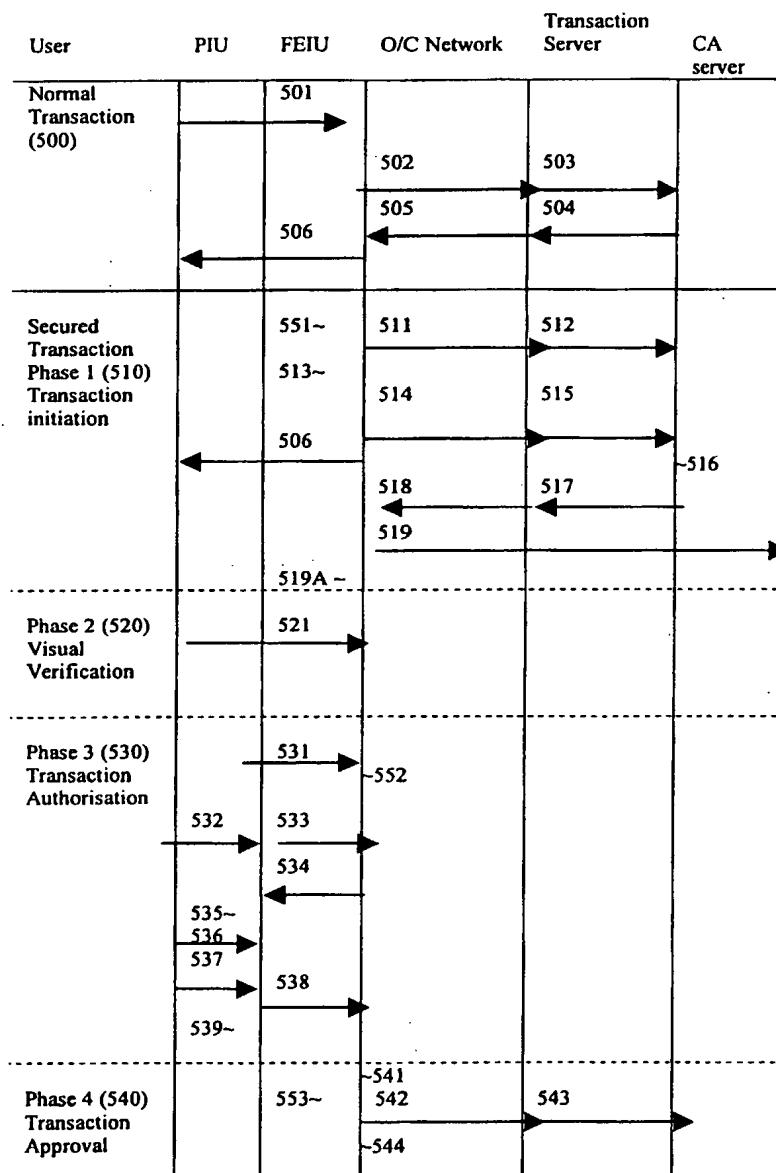 User PIU FEIU O/C Network Transaction Server CA server
Normal Transaction (500)
501
502 503
505 504
506
Secured Transaction Phase 1 (510) Transaction initiation
551~ 511 512
513~
514 515
506
~516
518 517
519
519A ~
Phase 2 (520) Visual Verification
521
Phase 3 (530) Transaction Authorisation
531
~552
532 533
534
535~
536
537
538
539~
~541
Phase 4 (540) Transaction Approval
553~ 542 543
~544